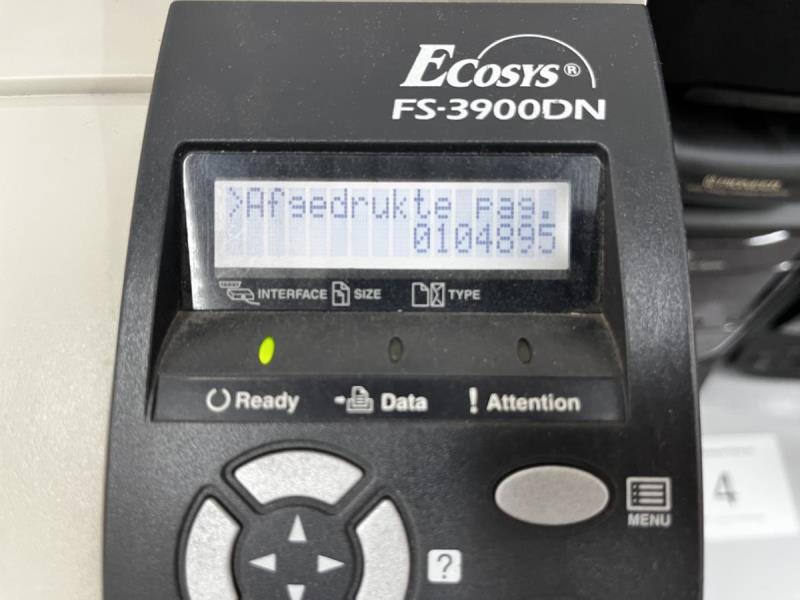 ECOSYS®
FS-3900DN
>Afgedrukte pag.
0104895
INTERFACE SIZE TYPE
Ready Data ! Attention
MENU
?
4